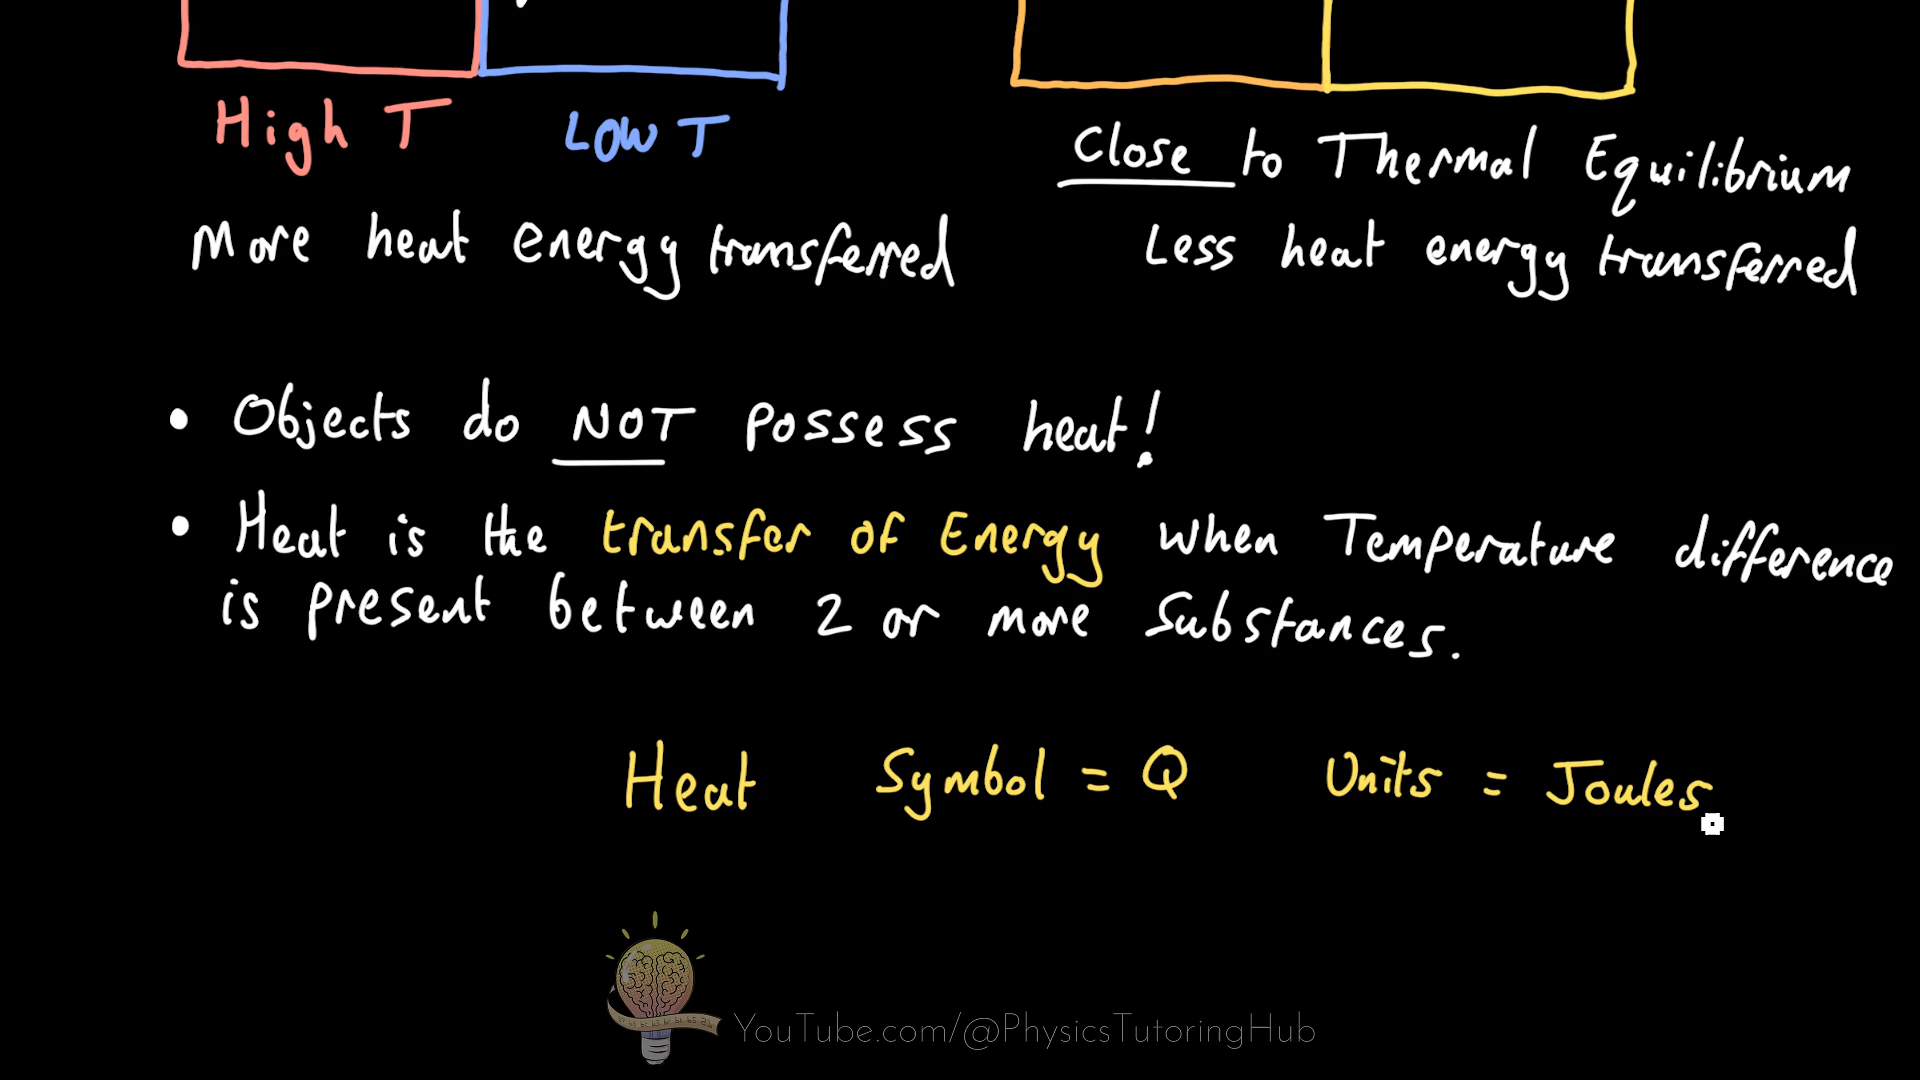 High T
Low T
Close to Thermal Equilibrium
More heat energy transferred
Less heat energy transferred
• Objects do NOT possess heat!
• Heat is the transfer of Energy when Temperature difference
is present between 2 or more Substances.
Heat Symbol = Q Units = Joules
YouTube.com/@PhysicsTutoringHub